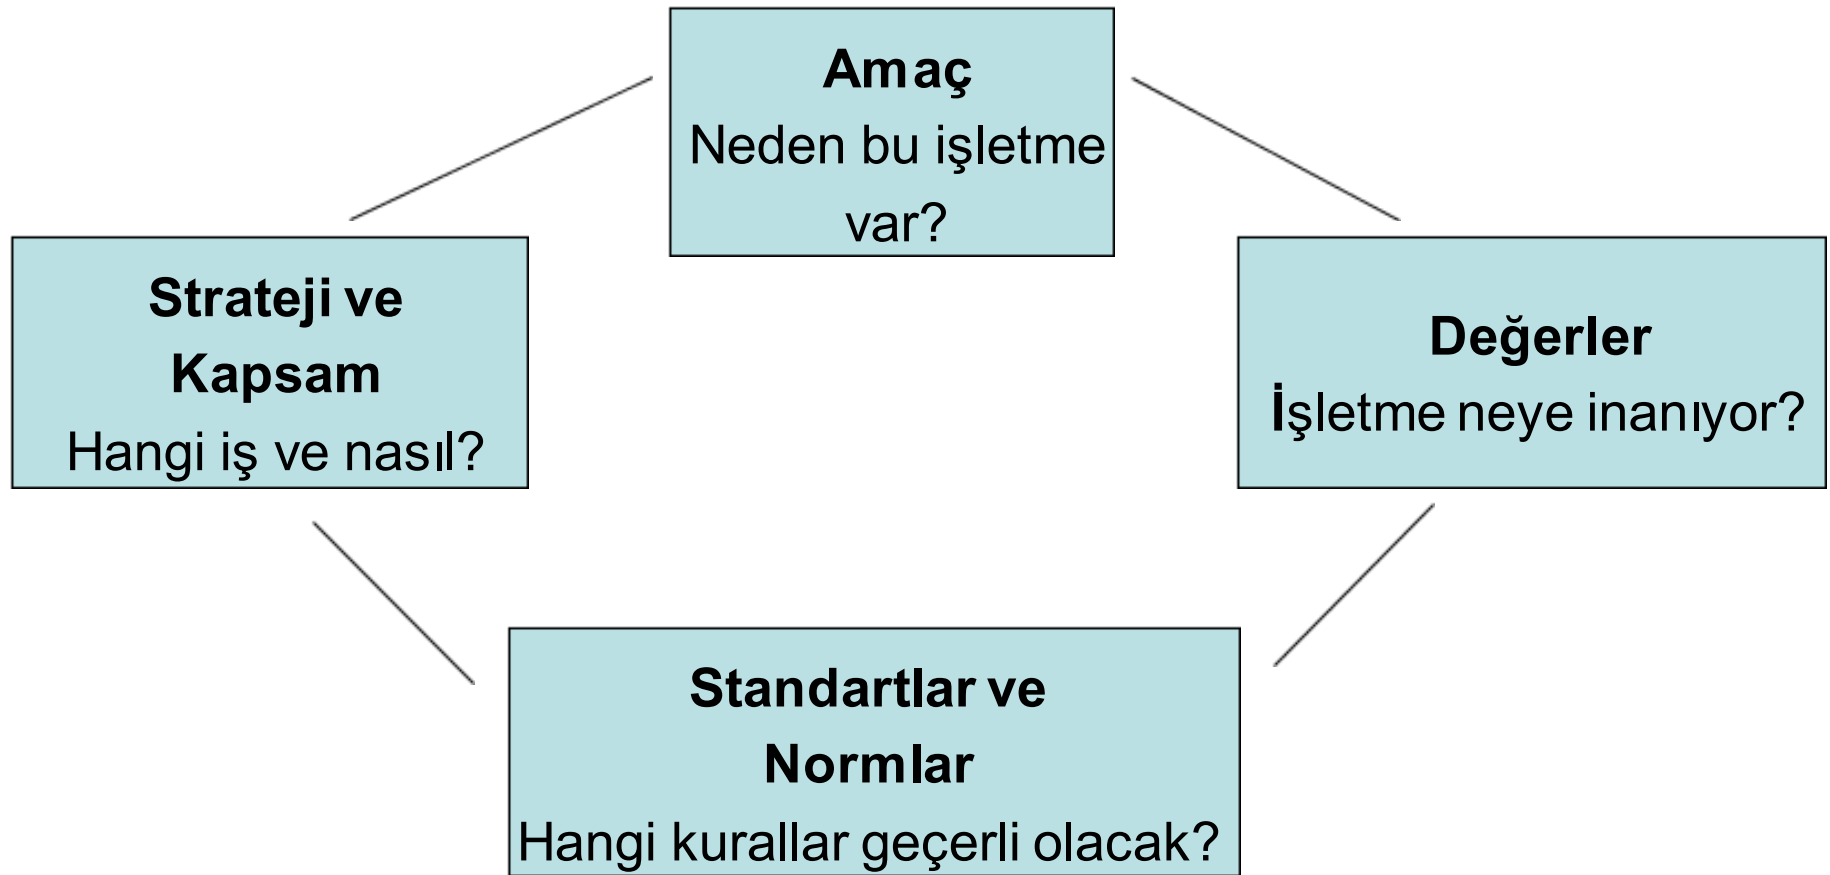 Amaç
Neden bu işletme
var?
Strateji ve
Kapsam
Hangi iş ve nasıl?
Değerler
İşletme neye inanıyor?
Standartlar ve
Normlar
Hangi kurallar geçerli olacak?